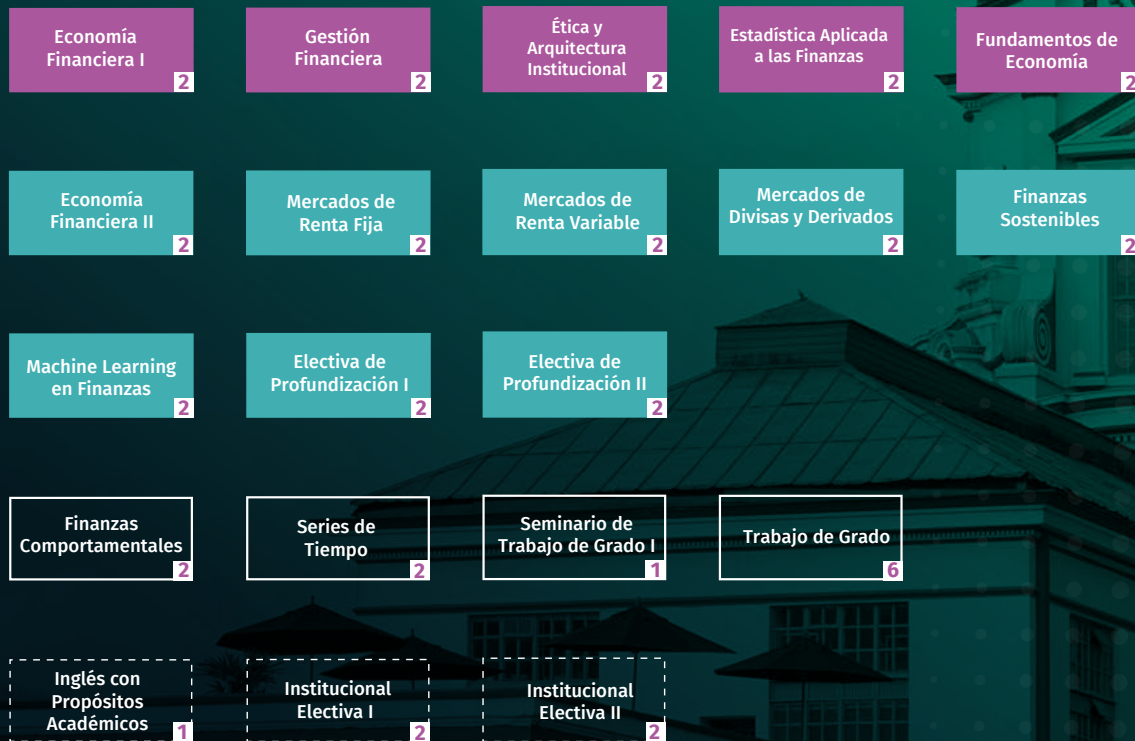 Economía
Financiera I
2
Gestión
Financiera
2
Ética y
Arquitectura
Institucional
2
Estadística Aplicada
a las Finanzas
2
Fundamentos de
Economía
2
Economía
Financiera II
2
Mercados de
Renta Fija
2
Mercados de
Renta Variable
2
Mercados de
Divisas y Derivados
2
Finanzas
Sostenibles
2
Machine Learning
en Finanzas
2
Electiva de
Profundización I
2
Electiva de
Profundización II
2
Finanzas
Comportamentales
2
Series de
Tiempo
2
Seminario de
Trabajo de Grado I
1
Trabajo de Grado
6
Inglés con
Propósitos
Académicos
1
Institucional
Electiva I
2
Institucional
Electiva II
2